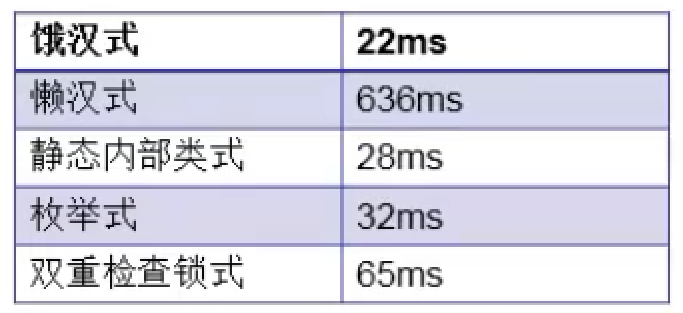 饿汉式 22ms
懒汉式 636ms
静态内部类式 28ms
枚举式 32ms
双重检查锁式 65ms